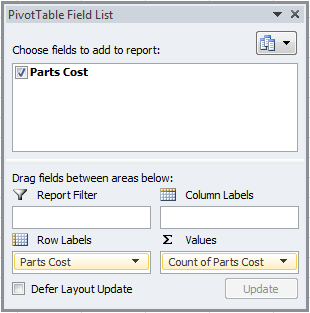 PivotTable Field List
Choose fields to add to report:
Parts Cost
Drag fields between areas below:
Report Filter
Column Labels
Row Labels
Σ Values
Parts Cost
Count of Parts Cost
Defer Layout Update
Update